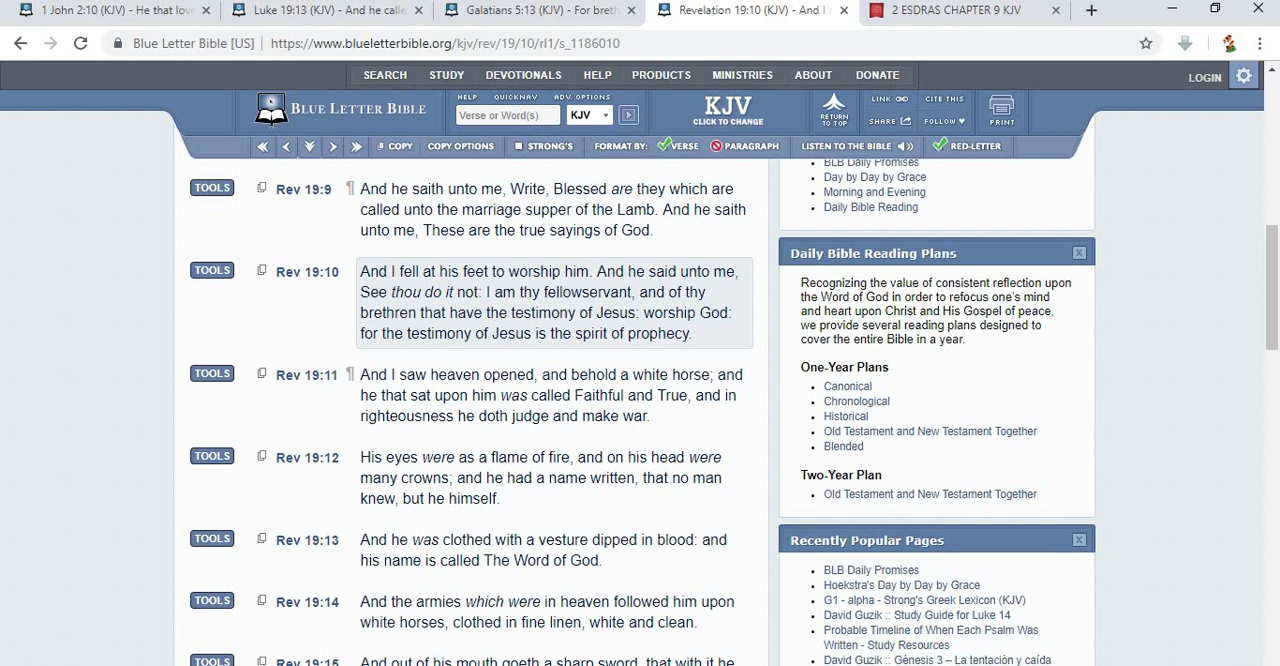 1 John 2:10 (KJV) - He that lov
Luke 19:13 (KJV) - And he calle
Galatians 5:13 (KJV) - For breth
Revelation 19:10 (KJV) - And I
2 ESDRAS CHAPTER 9 KJV
Blue Letter Bible [US]
https://www.blueletterbible.org/kjv/rev/19/10/rl1/s_1186010
SEARCH STUDY DEVOTIONALS HELP PRODUCTS MINISTRIES ABOUT DONATE
LOGIN
BLUE LETTER BIBLE
HELP QUICKNAV ADV. OPTIONS
Verse or Word(s) KJV
KJV
CLICK TO CHANGE
RETURN
TO TOP
LINK CITE THIS
SHARE FOLLOW
PRINT
COPY COPY OPTIONS STRONG'S FORMAT BY: VERSE PARAGRAPH LISTEN TO THE BIBLE RED-LETTER
TOOLS Rev 19:9 ¶ And he saith unto me, Write, Blessed are they which are
called unto the marriage supper of the Lamb. And he saith
unto me, These are the true sayings of God.
TOOLS Rev 19:10 And I fell at his feet to worship him. And he said unto me,
See thou do it not: I am thy fellowservant, and of thy
brethren that have the testimony of Jesus: worship God:
for the testimony of Jesus is the spirit of prophecy.
TOOLS Rev 19:11 ¶ And I saw heaven opened, and behold a white horse; and
he that sat upon him was called Faithful and True, and in
righteousness he doth judge and make war.
TOOLS Rev 19:12 His eyes were as a flame of fire, and on his head were
many crowns; and he had a name written, that no man
knew, but he himself.
TOOLS Rev 19:13 And he was clothed with a vesture dipped in blood: and
his name is called The Word of God.
TOOLS Rev 19:14 And the armies which were in heaven followed him upon
white horses, clothed in fine linen, white and clean.
TOOLS Rev 19:15 And out of his mouth goeth a sharp sword, that with it he
BLB Daily Promises
Day by Day by Grace
Morning and Evening
Daily Bible Reading
Daily Bible Reading Plans
Recognizing the value of consistent reflection upon
the Word of God in order to refocus one's mind
and heart upon Christ and His Gospel of peace,
we provide several reading plans designed to
cover the entire Bible in a year.
One-Year Plans
Canonical
Chronological
Historical
Old Testament and New Testament Together
Blended
Two-Year Plan
Old Testament and New Testament Together
Recently Popular Pages
BLB Daily Promises
Hoekstra's Day by Day by Grace
G1 - alpha - Strong's Greek Lexicon (KJV)
David Guzik :: Study Guide for Luke 14
Probable Timeline of When Each Psalm Was
Written - Study Resources
David Guzik :: Génesis 3 – La tentación y caída